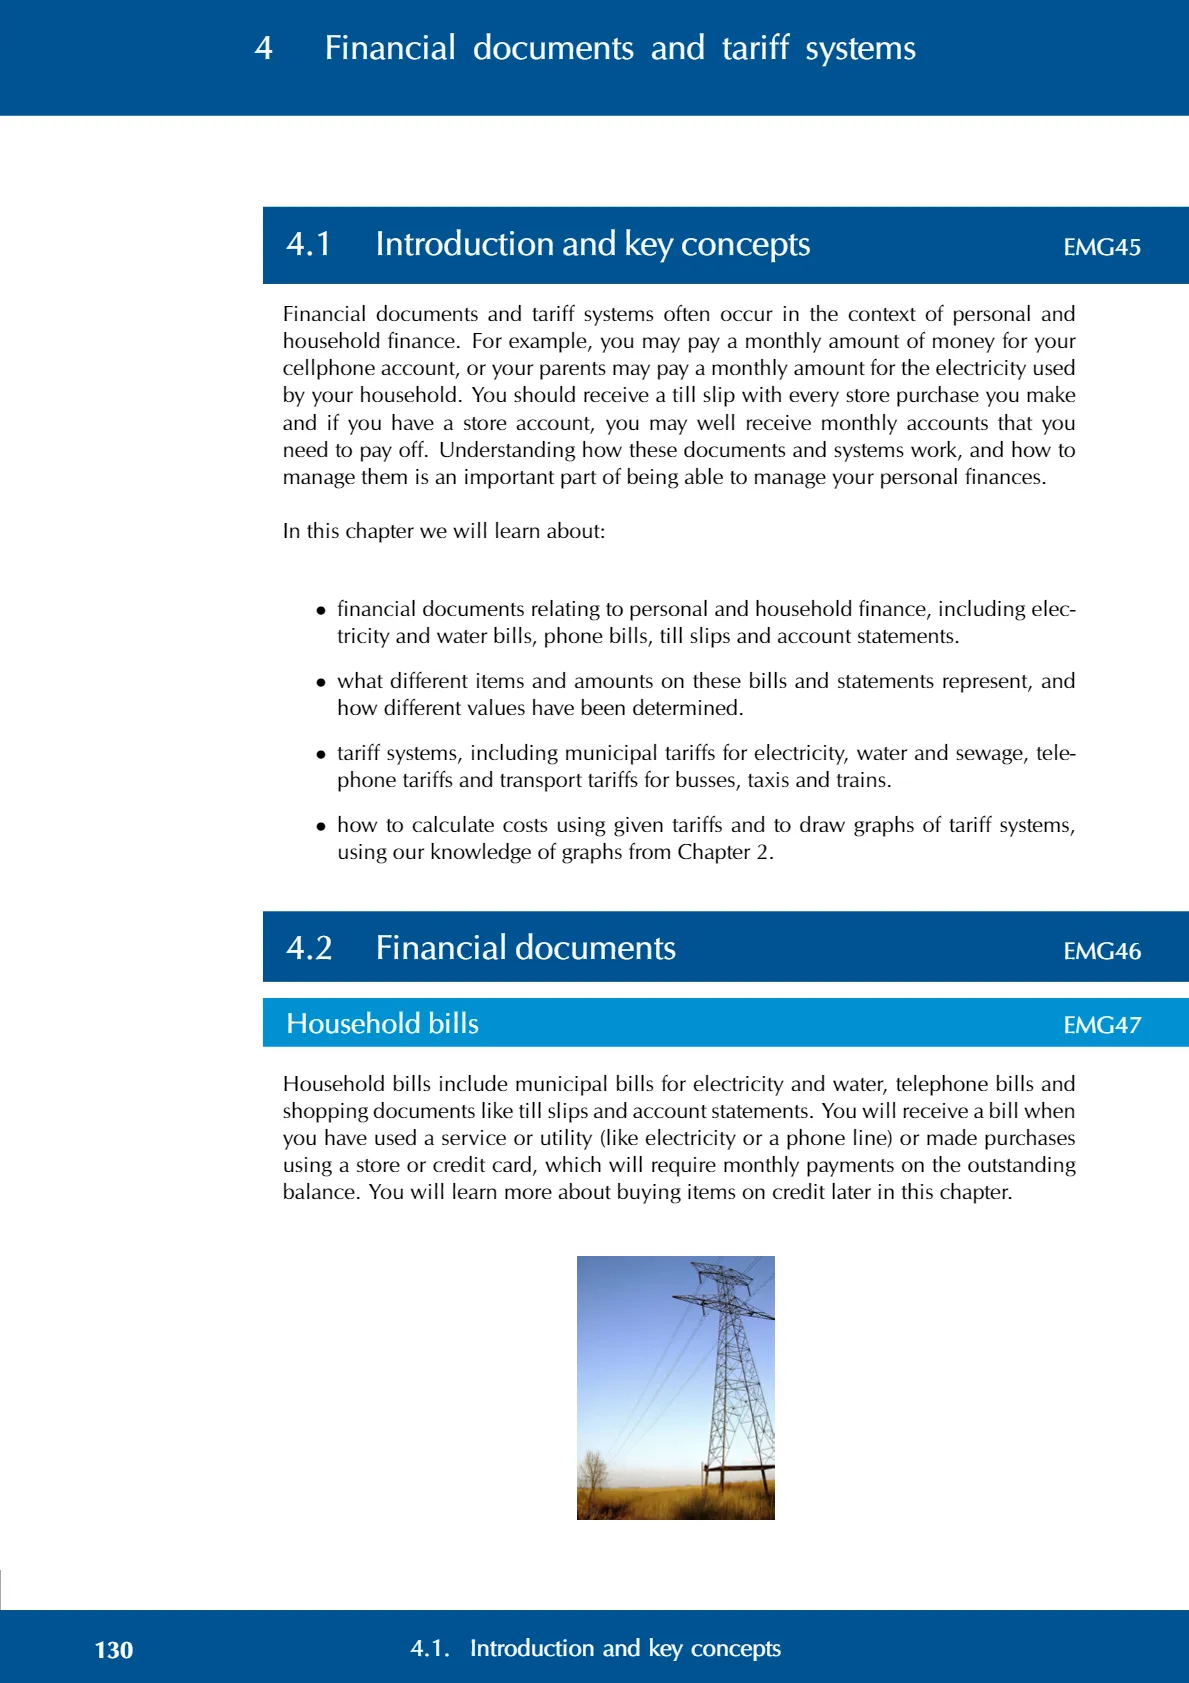 4 Financial documents and tariff systems
4.1 Introduction and key concepts EMG45
Financial documents and tariff systems often occur in the context of personal and
household finance. For example, you may pay a monthly amount of money for your
cellphone account, or your parents may pay a monthly amount for the electricity used
by your household. You should receive a till slip with every store purchase you make
and if you have a store account, you may well receive monthly accounts that you
need to pay off. Understanding how these documents and systems work, and how to
manage them is an important part of being able to manage your personal finances.
In this chapter we will learn about:
• financial documents relating to personal and household finance, including elec-
tricity and water bills, phone bills, till slips and account statements.
• what different items and amounts on these bills and statements represent, and
how different values have been determined.
• tariff systems, including municipal tariffs for electricity, water and sewage, tele-
phone tariffs and transport tariffs for busses, taxis and trains.
• how to calculate costs using given tariffs and to draw graphs of tariff systems,
using our knowledge of graphs from Chapter 2.
4.2 Financial documents EMG46
Household bills EMG47
Household bills include municipal bills for electricity and water, telephone bills and
shopping documents like till slips and account statements. You will receive a bill when
you have used a service or utility (like electricity or a phone line) or made purchases
using a store or credit card, which will require monthly payments on the outstanding
balance. You will learn more about buying items on credit later in this chapter.
130 4.1. Introduction and key concepts